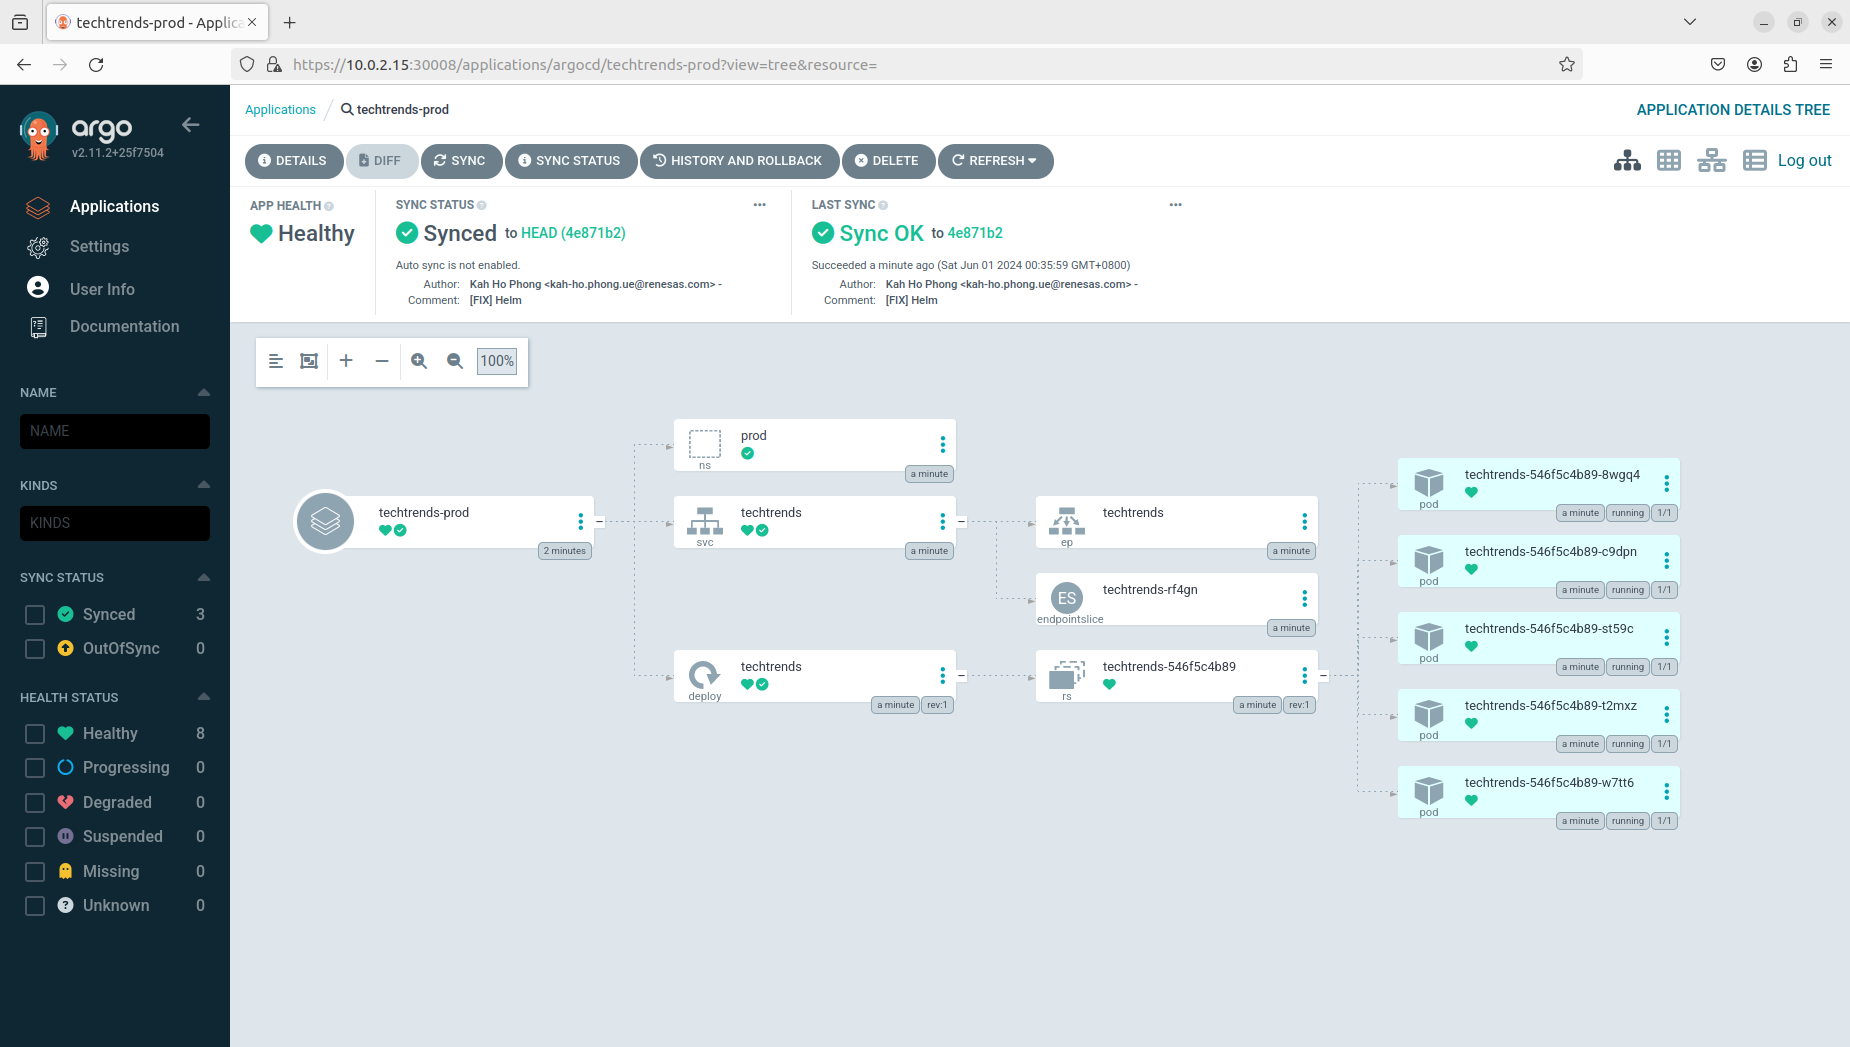 techtrends-prod - Applica
https://10.0.2.15:30008/applications/argocd/techtrends-prod?view=tree&resource=
argo
v2.11.2+25f7504
Applications
Settings
User Info
Documentation
NAME
NAME
KINDS
KINDS
SYNC STATUS
Synced 3
OutOfSync 0
HEALTH STATUS
Healthy 8
Progressing 0
Degraded 0
Suspended 0
Missing 0
Unknown 0
Applications / techtrends-prod
APPLICATION DETAILS TREE
DETAILS DIFF SYNC SYNC STATUS HISTORY AND ROLLBACK DELETE REFRESH
Log out
APP HEALTH
Healthy
SYNC STATUS
Synced to HEAD (4e871b2)
Auto sync is not enabled.
Author: Kah Ho Phong <kah-ho.phong.ue@renesas.com> -
Comment: [FIX] Helm
LAST SYNC
Sync OK to 4e871b2
Succeeded a minute ago (Sat Jun 01 2024 00:35:59 GMT+0800)
Author: Kah Ho Phong <kah-ho.phong.ue@renesas.com> -
Comment: [FIX] Helm
100%
techtrends-prod
2 minutes
prod
ns
a minute
techtrends
svc
a minute
techtrends
deploy
a minute rev:1
techtrends
ep
a minute
ES
techtrends-rf4gn
endpointslice
a minute
techtrends-546f5c4b89
rs
a minute rev:1
techtrends-546f5c4b89-8wgq4
pod
a minute running 1/1
techtrends-546f5c4b89-c9dpn
pod
a minute running 1/1
techtrends-546f5c4b89-st59c
pod
a minute running 1/1
techtrends-546f5c4b89-t2mxz
pod
a minute running 1/1
techtrends-546f5c4b89-w7tt6
pod
a minute running 1/1